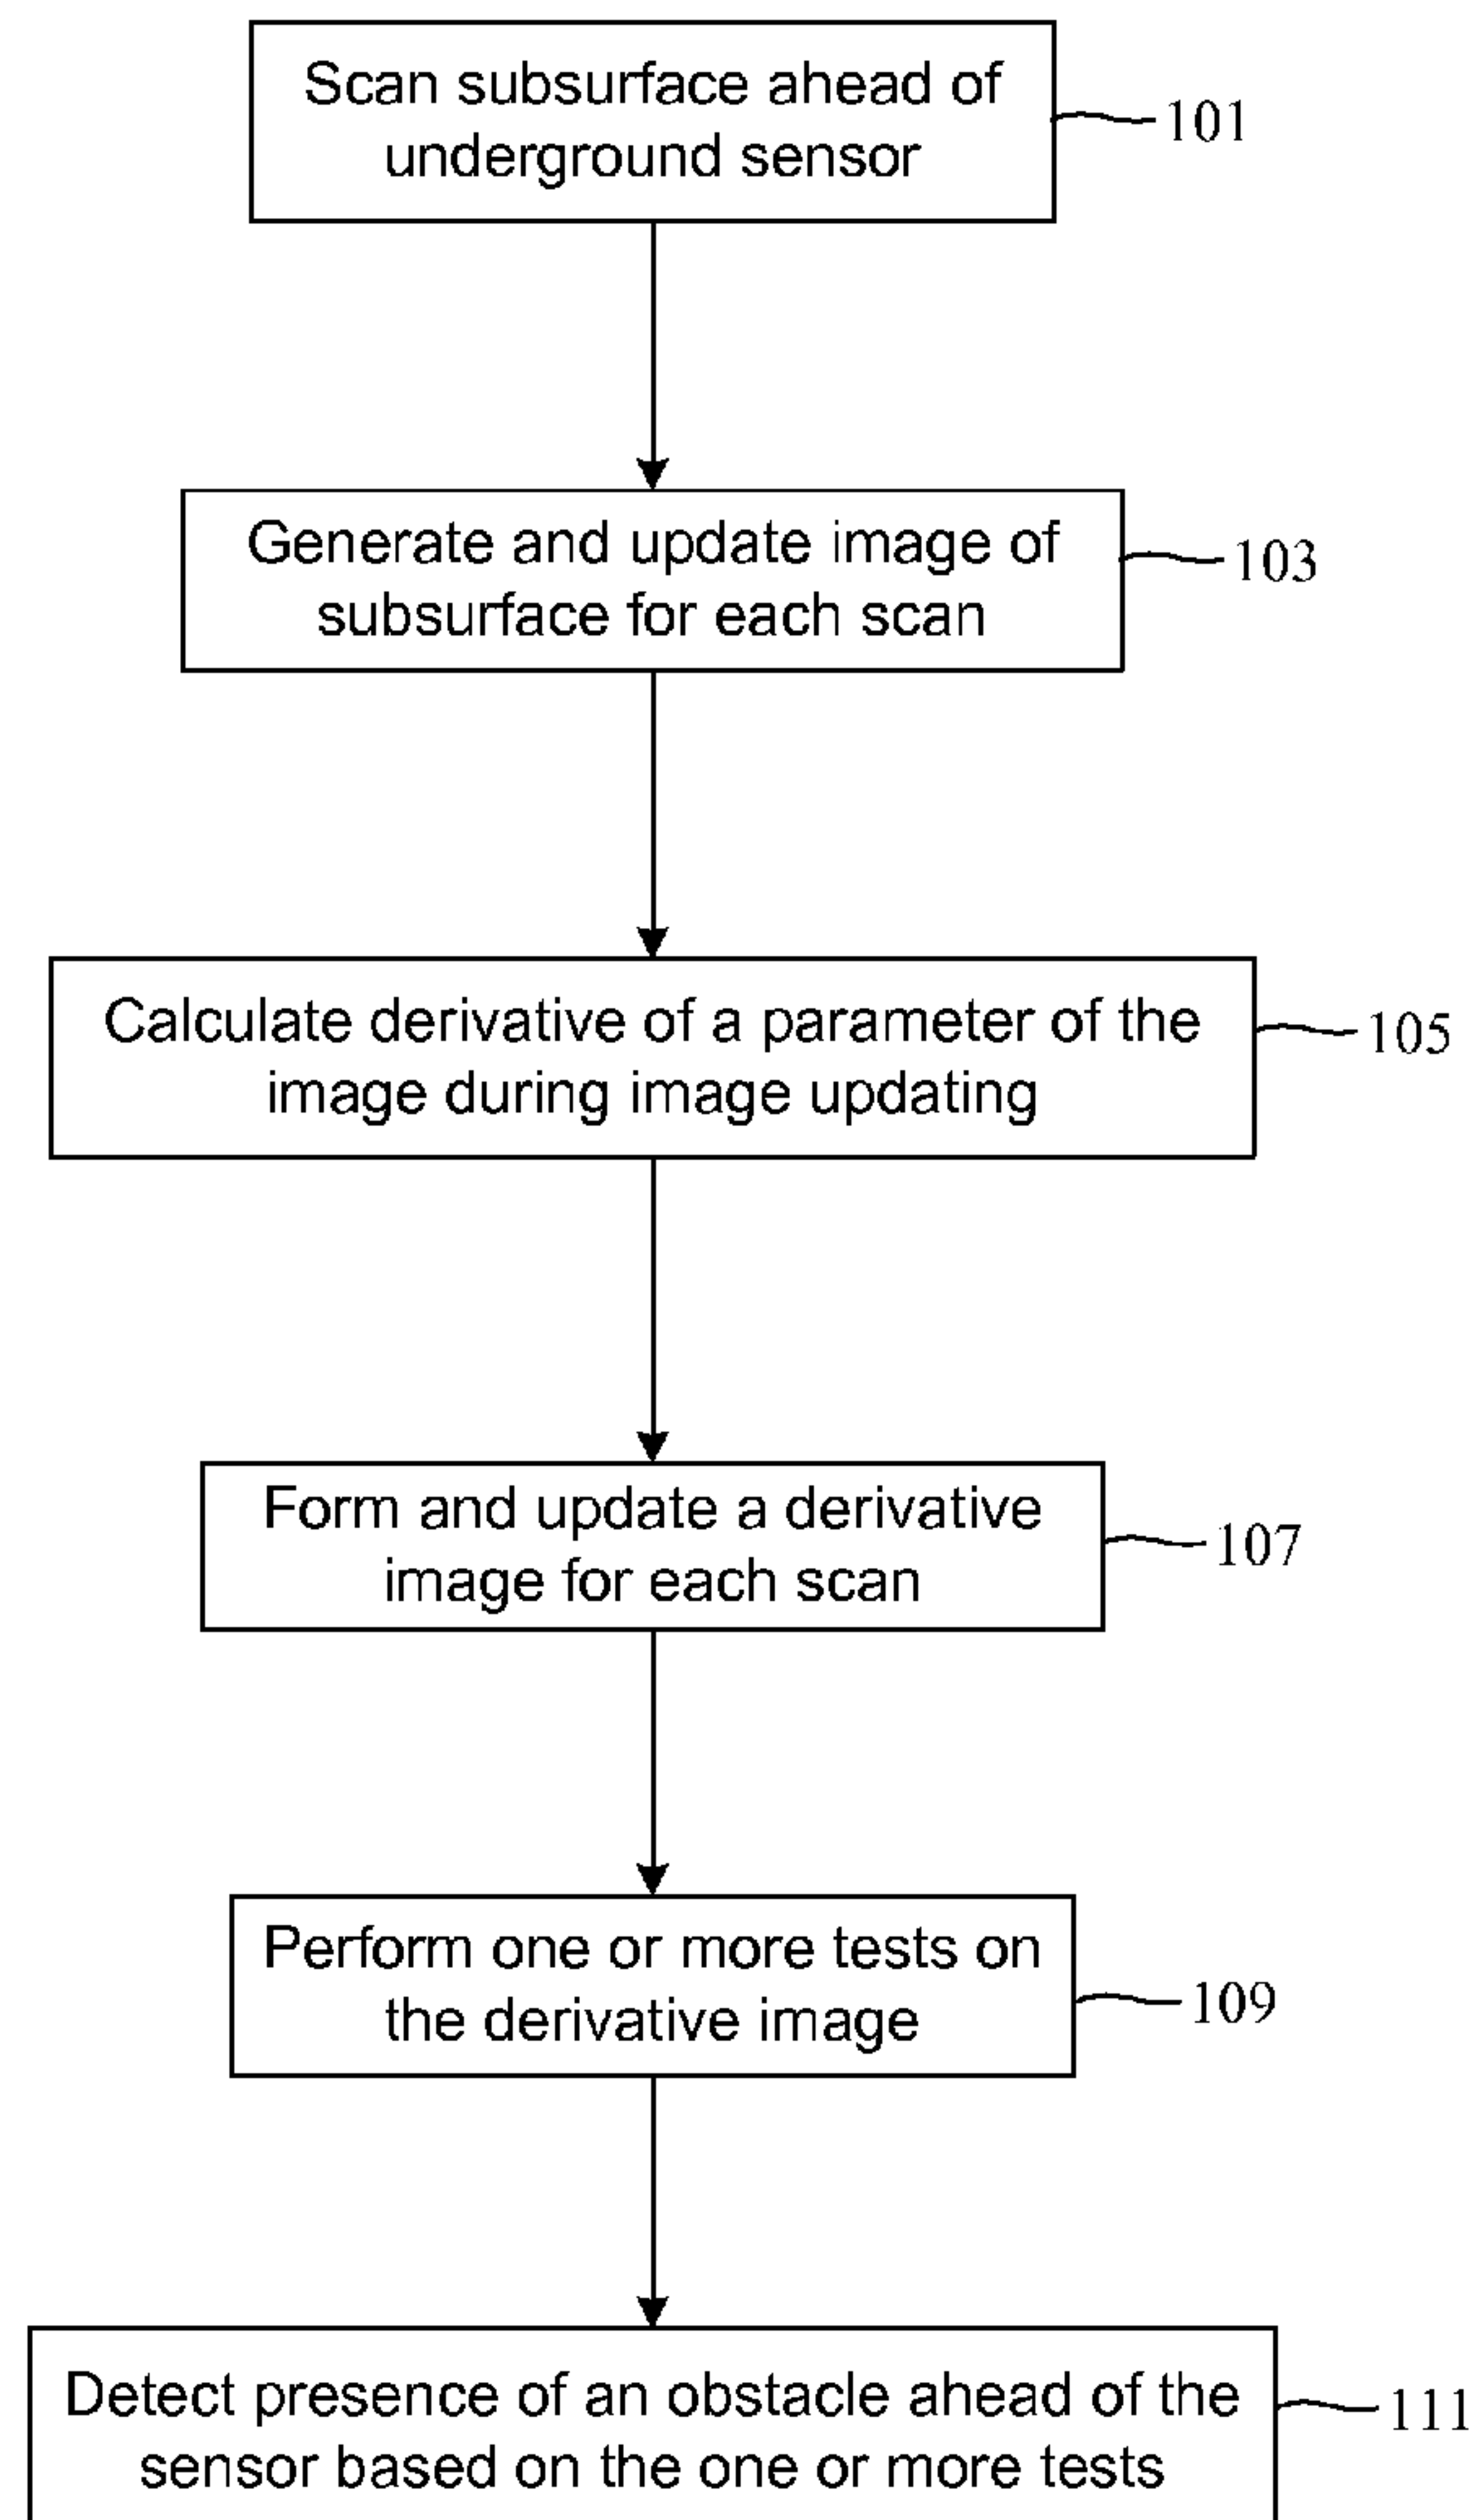 Scan subsurface ahead of
underground sensor
101
Generate and update image of
subsurface for each scan
103
Calculate derivative of a parameter of the
image during image updating
105
Form and update a derivative
image for each scan
107
Perform one or more tests on
the derivative image
109
Detect presence of an obstacle ahead of the
sensor based on the one or more tests
111